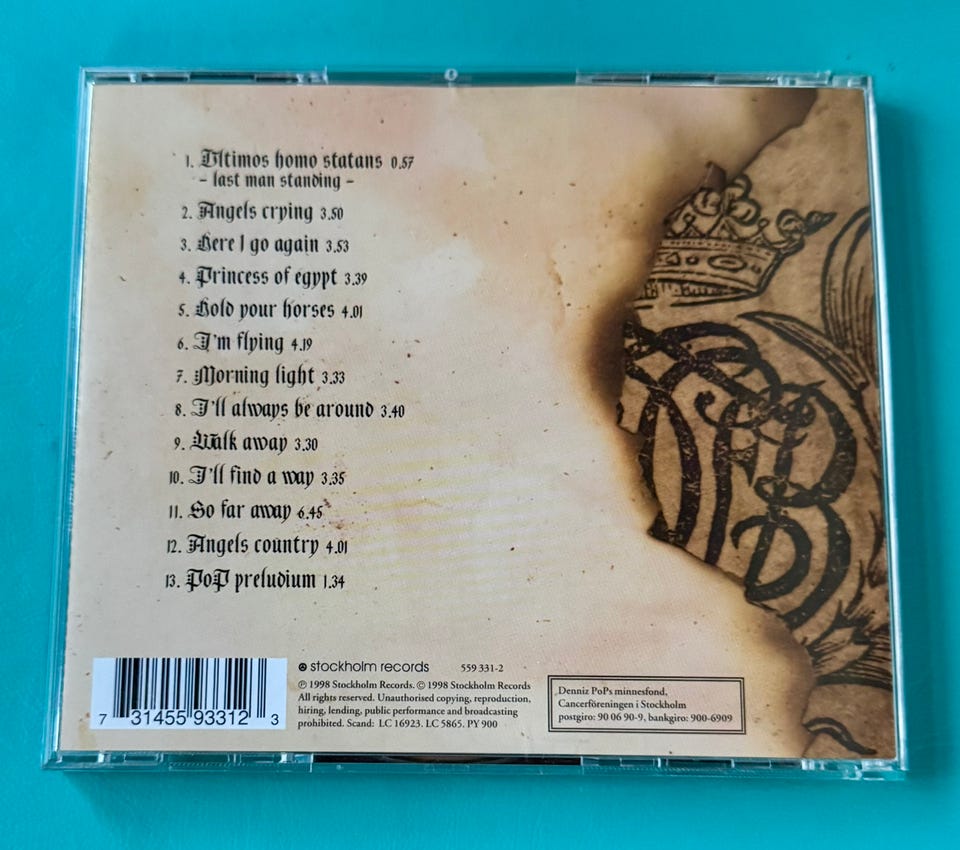 1. Ultimos homo statans 0.57
- last man standing -
2. Angels crying 3.50
3. Here I go again 3.53
4. Princess of egypt 3.39
5. Hold your horses 4.01
6. I'm flying 4.19
7. Morning light 3.33
8. I'll always be around 3.40
9. Walk away 3.30
10. I'll find a way 3.35
11. So far away 6.45
12. Angels country 4.01
13. PoP preludium 1.34
7 31455 93312 3
stockholm records 559 331-2
℗ 1998 Stockholm Records. © 1998 Stockholm Records
All rights reserved. Unauthorised copying, reproduction,
hiring, lending, public performance and broadcasting
prohibited. Scand: LC 16923. LC 5865. PY 900
Denniz PoPs minnesfond,
Cancerföreningen i Stockholm
postgiro: 90 06 90-9, bankgiro: 900-6909